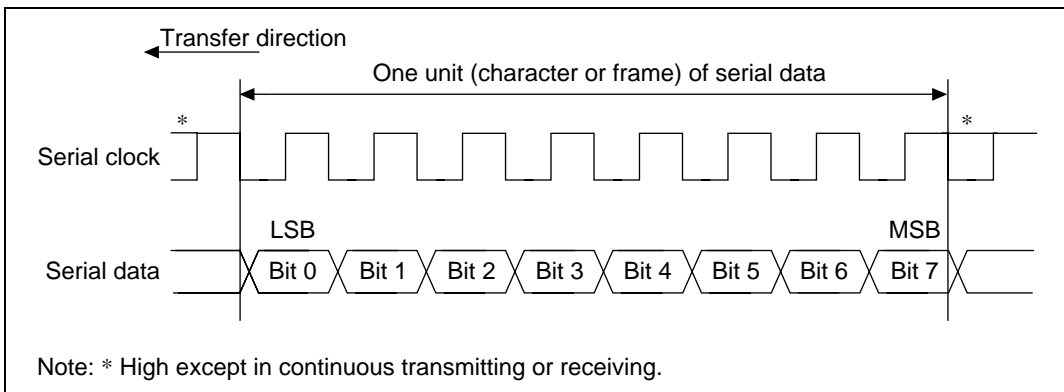 Transfer direction
One unit (character or frame) of serial data
* *
Serial clock
LSB MSB
Serial data Bit 0 Bit 1 Bit 2 Bit 3 Bit 4 Bit 5 Bit 6 Bit 7
Note: * High except in continuous transmitting or receiving.